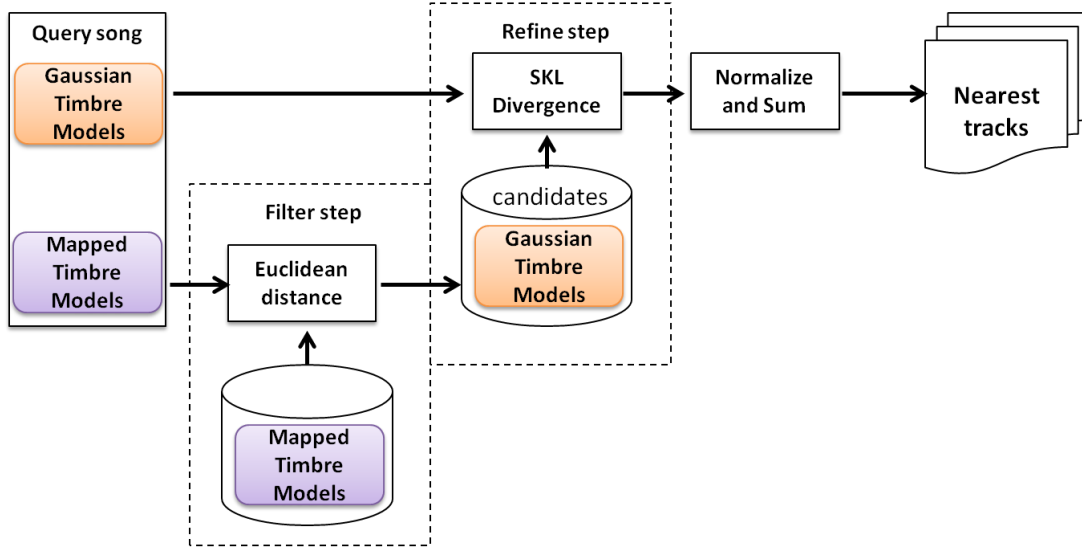 Query song
Gaussian
Timbre
Models
Mapped
Timbre
Models
Filter step
Euclidean
distance
Mapped
Timbre
Models
Refine step
SKL
Divergence
candidates
Gaussian
Timbre
Models
Normalize
and Sum
Nearest
tracks